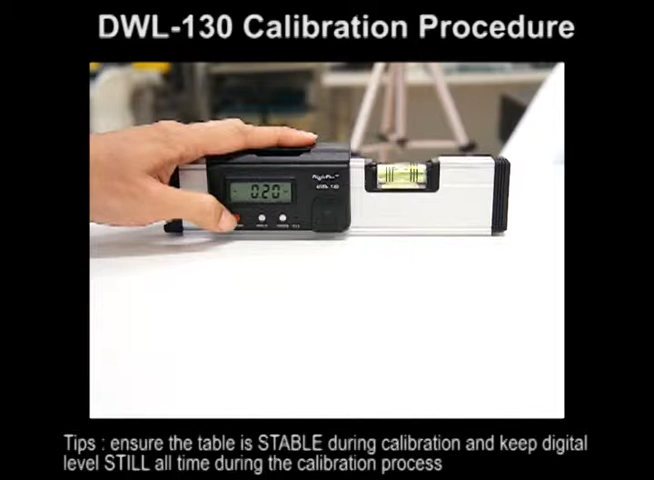 DWL-130 Calibration Procedure
020
Tips : ensure the table is STABLE during calibration and keep digital
level STILL all time during the calibration process